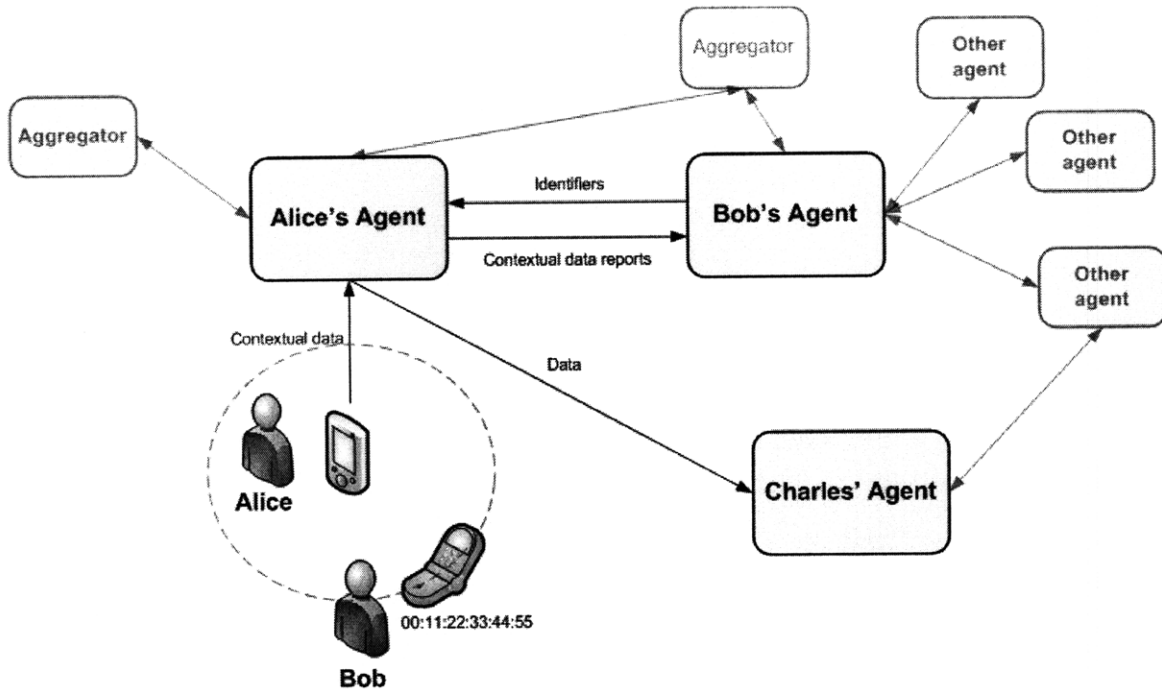 Aggregator
Other
agent
Aggregator
Other
agent
Identifiers
Alice's Agent
Bob's Agent
Contextual data reports
Other
agent
Contextual data
Data
Charles' Agent
Alice
00:11:22:33:44:55
Bob